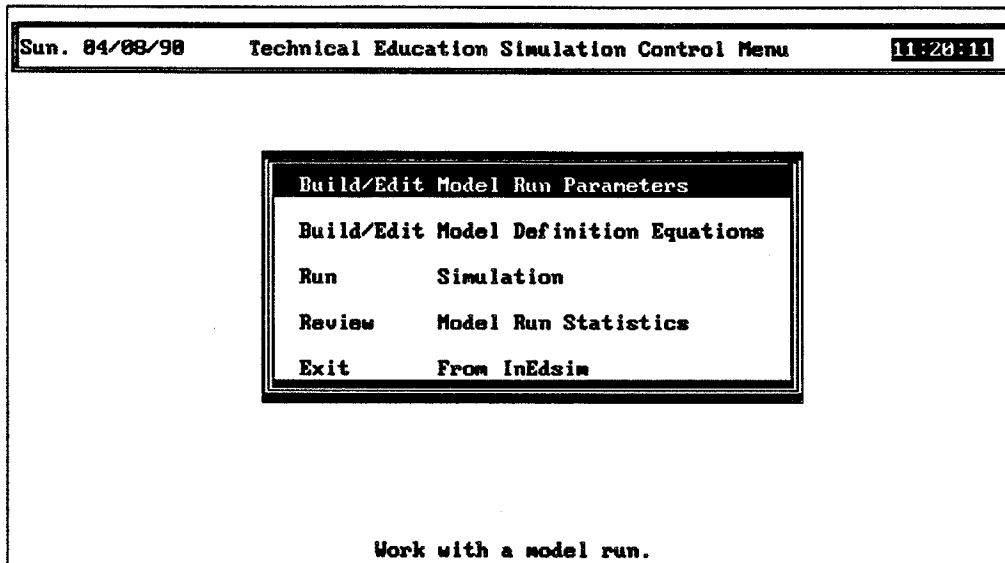 Sun. 04/08/90 Technical Education Simulation Control Menu 11:20:11
Build/Edit Model Run Parameters
Build/Edit Model Definition Equations
Run Simulation
Review Model Run Statistics
Exit From InEdsim
Work with a model run.